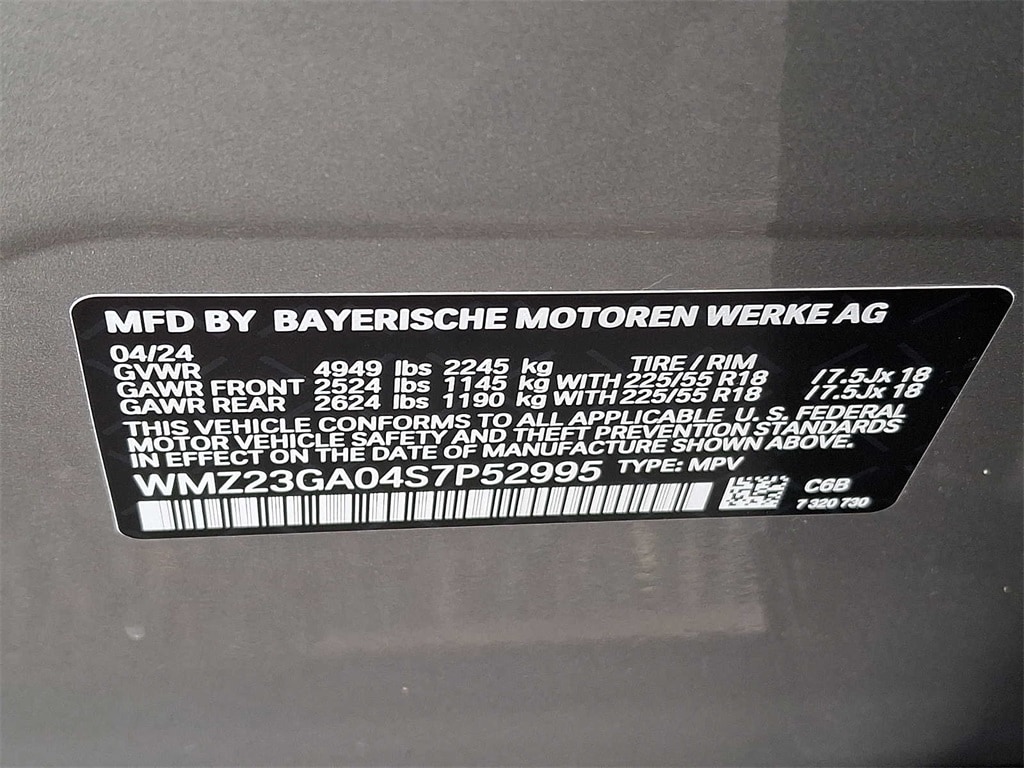 MFD BY BAYERISCHE MOTOREN WERKE AG
04/24
GVWR 4949 lbs 2245 kg TIRE / RIM
GAWR FRONT 2524 lbs 1145 kg WITH 225/55 R18 /7.5Jx 18
GAWR REAR 2624 lbs 1190 kg WITH 225/55 R18 /7.5Jx 18
THIS VEHICLE CONFORMS TO ALL APPLICABLE U. S. FEDERAL
MOTOR VEHICLE SAFETY AND THEFT PREVENTION STANDARDS
IN EFFECT ON THE DATE OF MANUFACTURE SHOWN ABOVE.
WMZ23GA04S7P52995 TYPE: MPV
C6B
7 320 730